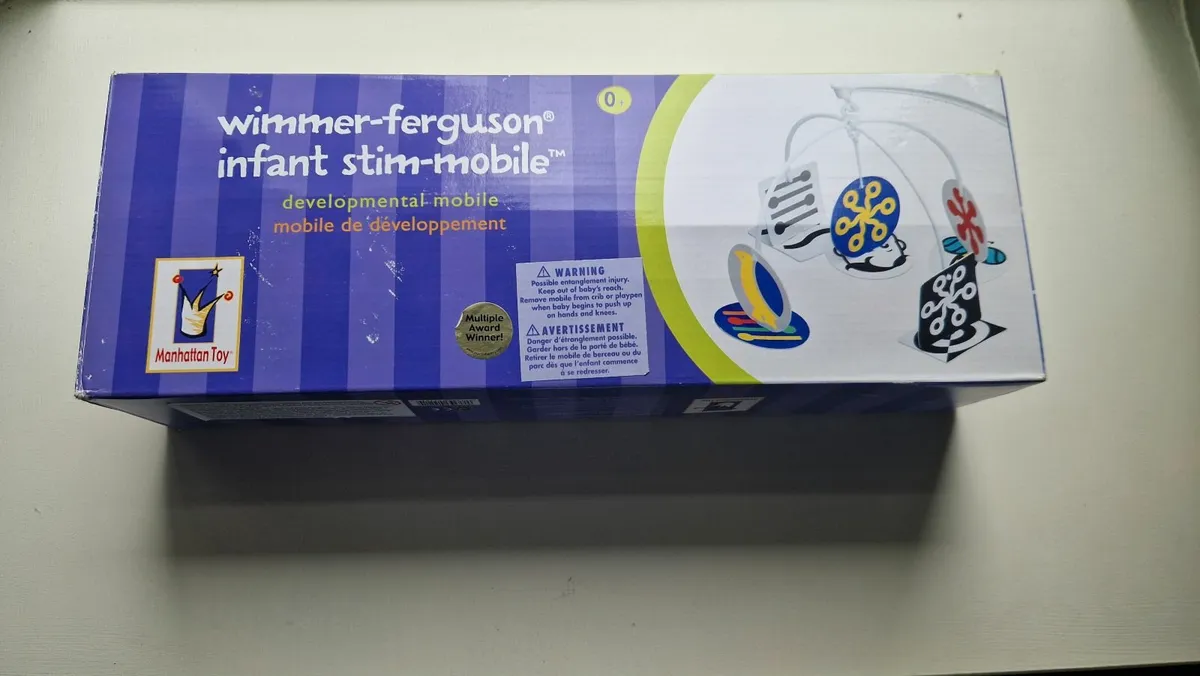 wimmer-ferguson®
infant stim-mobile™
developmental mobile
mobile de développement
0+
Manhattan Toy
Multiple
Award
Winner!
⚠ WARNING
Possible entanglement injury.
Keep out of baby's reach.
Remove mobile from crib or playpen
when baby begins to push up
on hands and knees.
⚠ AVERTISSEMENT
Danger d'étranglement possible.
Garder hors de la porté de bébé.
Retirer le mobile de berceau ou du
parc dès que l'enfant commence
à se redresser.